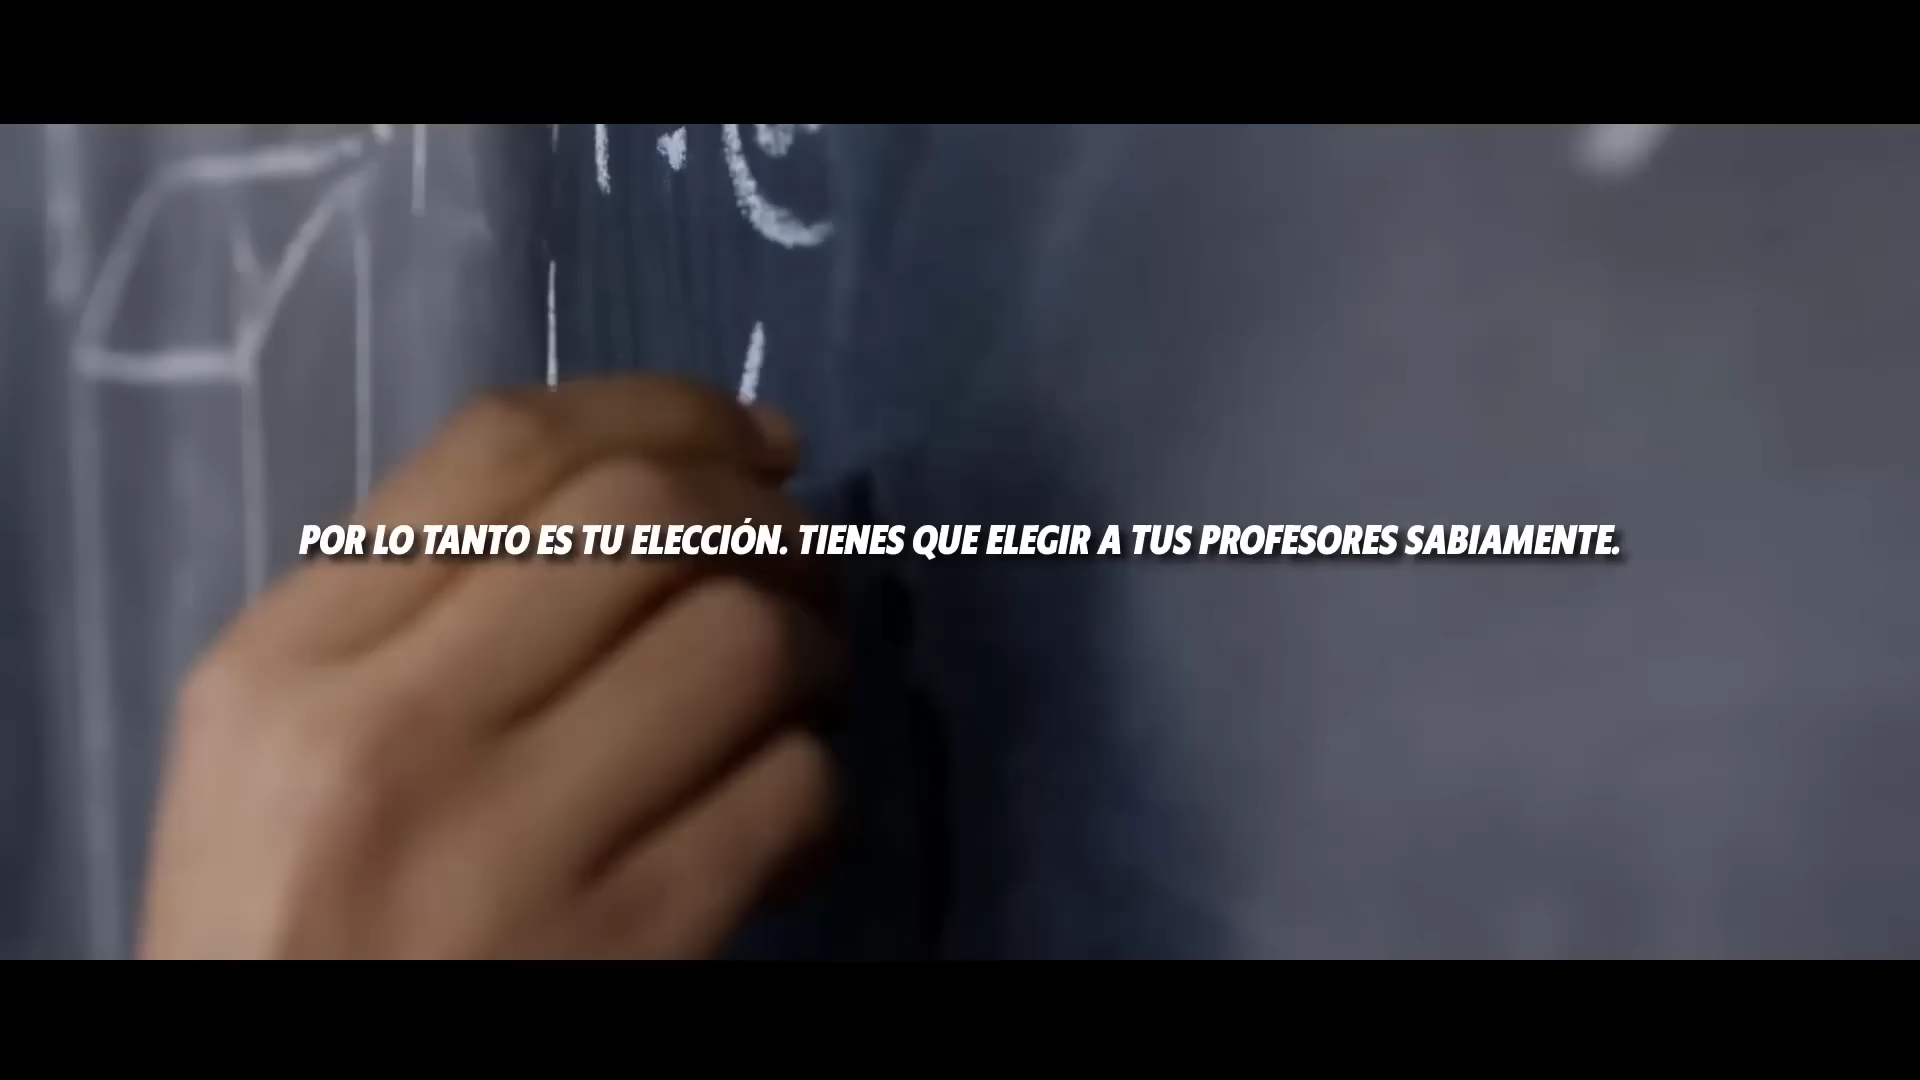 POR LO TANTO ES TU ELECCIÓN. TIENES QUE ELEGIR A TUS PROFESORES SABIAMENTE.